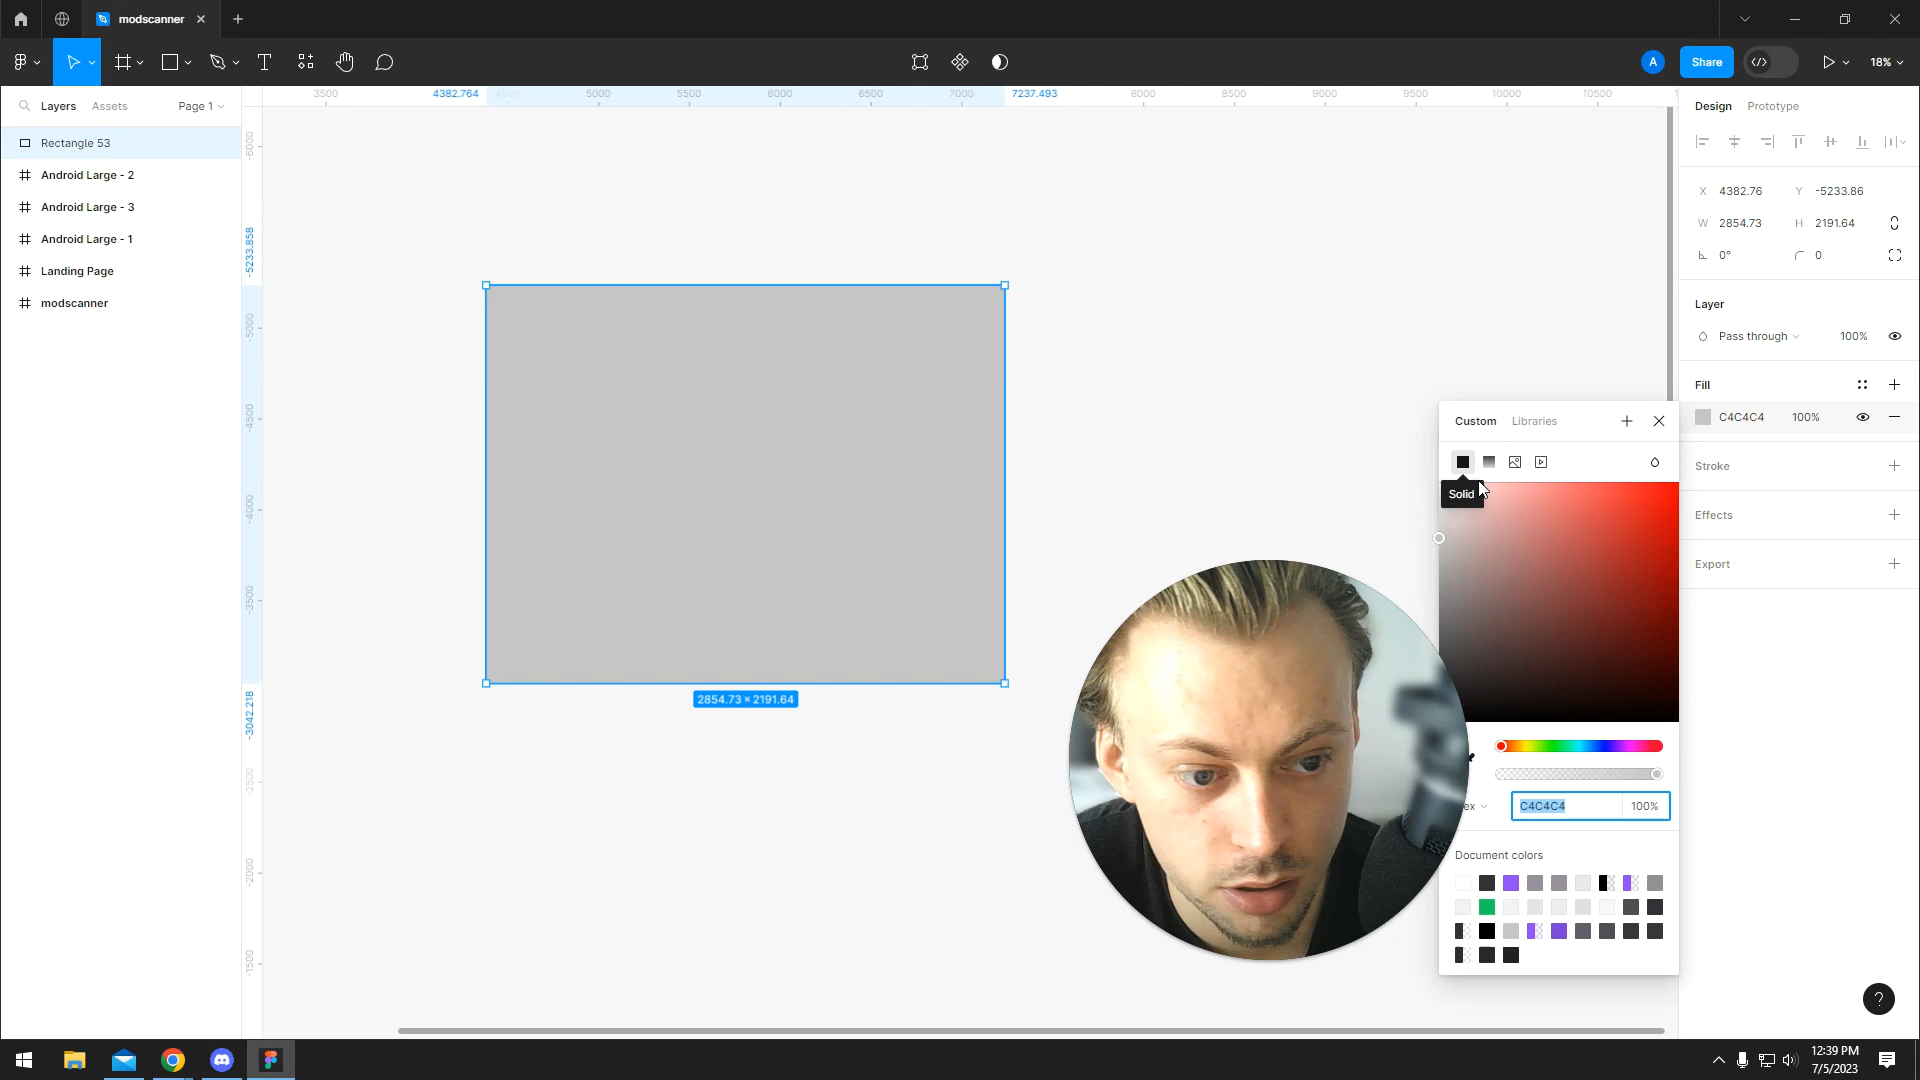 modscanner
A
Share
18%
Layers
Assets
Page 1
3500
4382.764
4500
5000
5500
6000
6500
7000
7237.493
8000
8500
9000
9500
10000
10500
Design
Prototype
Rectangle 53
Android Large - 2
Android Large - 3
Android Large - 1
Landing Page
modscanner
-6000
-5233.858
-5000
-4500
-4000
-3500
-3042.218
-2500
-2000
-1500
X 4382.76 Y -5233.86
W 2854.73 H 2191.64
0° 0
Layer
Pass through 100%
Fill
C4C4C4 100%
Stroke
Effects
Export
Custom
Libraries
Solid
ex C4C4C4 100%
Document colors
2854.73 × 2191.64
?
12:39 PM
7/5/2023